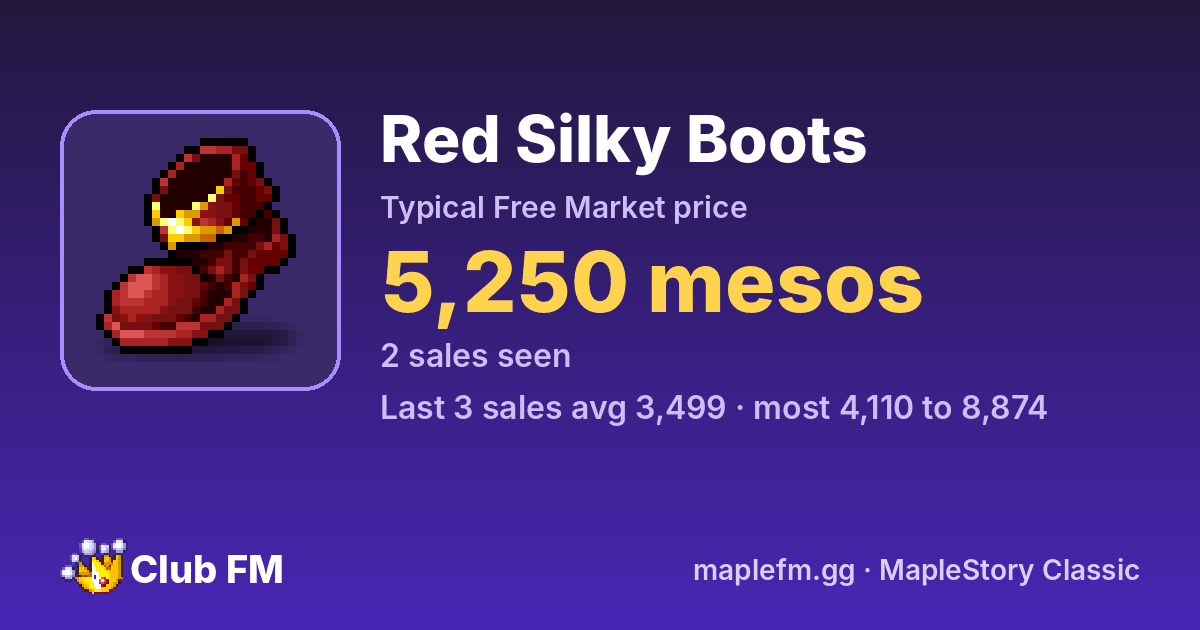 Red Silky Boots
Typical Free Market price
5,250 mesos
2 sales seen
Last 3 sales avg 3,499 · most 4,110 to 8,874
Club FM
maplefm.gg · MapleStory Classic